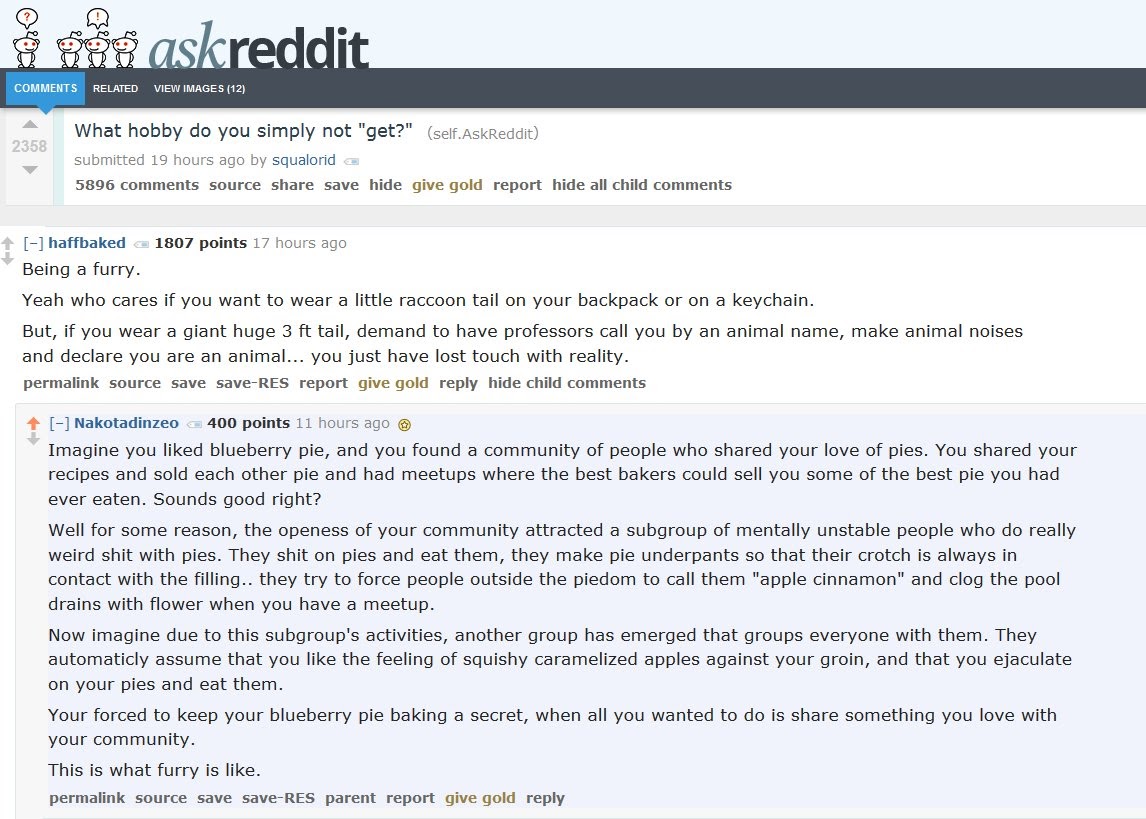 ?
!
askreddit
COMMENTS RELATED VIEW IMAGES (12)
What hobby do you simply not "get?" (self.AskReddit)
2358
submitted 19 hours ago by squalorid
5896 comments source share save hide give gold report hide all child comments
[–] haffbaked 1807 points 17 hours ago
Being a furry.
Yeah who cares if you want to wear a little raccoon tail on your backpack or on a keychain.
But, if you wear a giant huge 3 ft tail, demand to have professors call you by an animal name, make animal noises
and declare you are an animal... you just have lost touch with reality.
permalink source save save-RES report give gold reply hide child comments
[–] Nakotadinzeo 400 points 11 hours ago
Imagine you liked blueberry pie, and you found a community of people who shared your love of pies. You shared your
recipes and sold each other pie and had meetups where the best bakers could sell you some of the best pie you had
ever eaten. Sounds good right?
Well for some reason, the openess of your community attracted a subgroup of mentally unstable people who do really
weird shit with pies. They shit on pies and eat them, they make pie underpants so that their crotch is always in
contact with the filling.. they try to force people outside the piedom to call them "apple cinnamon" and clog the pool
drains with flower when you have a meetup.
Now imagine due to this subgroup's activities, another group has emerged that groups everyone with them. They
automaticly assume that you like the feeling of squishy caramelized apples against your groin, and that you ejaculate
on your pies and eat them.
Your forced to keep your blueberry pie baking a secret, when all you wanted to do is share something you love with
your community.
This is what furry is like.
permalink source save save-RES parent report give gold reply